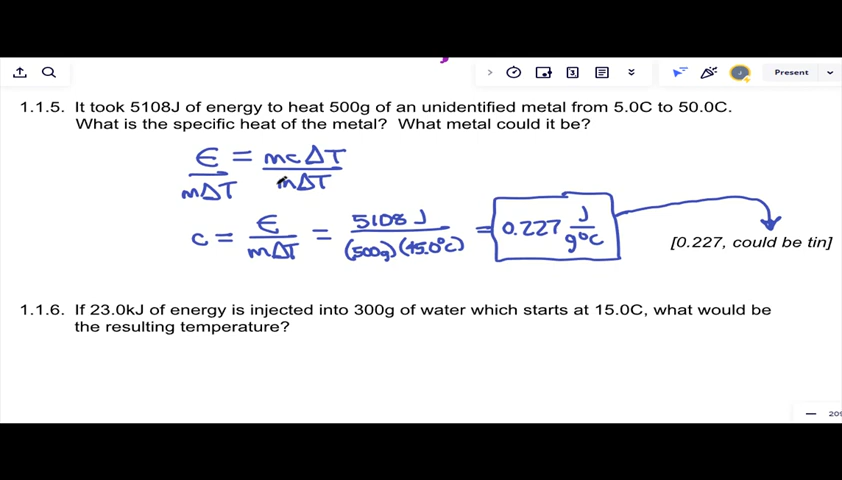 Present
1.1.5. It took 5108J of energy to heat 500g of an unidentified metal from 5.0C to 50.0C.
What is the specific heat of the metal? What metal could it be?
E/mΔT = mcΔT/mΔT
c = E/mΔT = 5108 J/(500g)(45.0°C) = 0.227 J/g°C
[0.227, could be tin]
1.1.6. If 23.0kJ of energy is injected into 300g of water which starts at 15.0C, what would be
the resulting temperature?